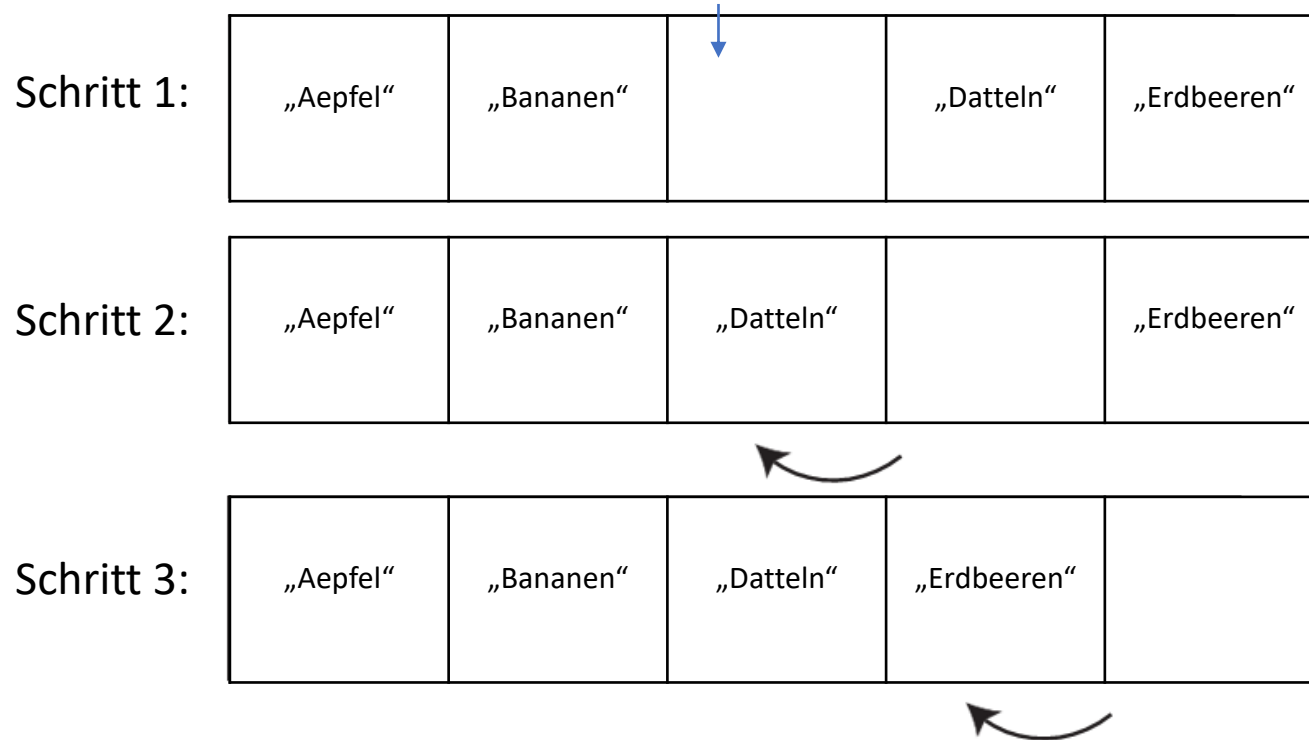 Schritt 1: „Aepfel“ „Bananen“ „Datteln“ „Erdbeeren“
Schritt 2: „Aepfel“ „Bananen“ „Datteln“ „Erdbeeren“
Schritt 3: „Aepfel“ „Bananen“ „Datteln“ „Erdbeeren“